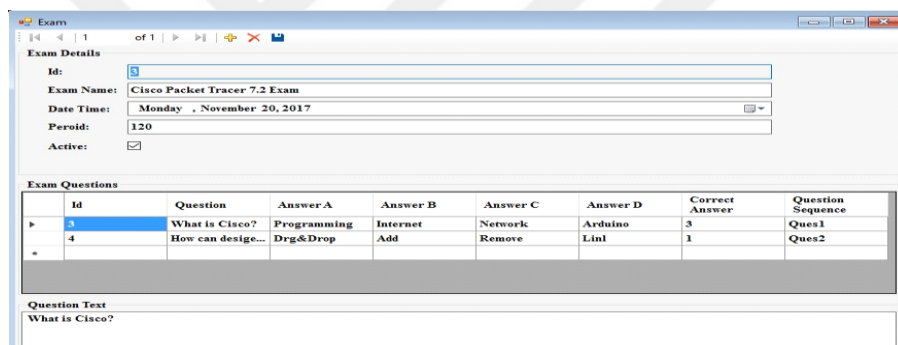 Exam
1 of 1
Exam Details
Id: 3
Exam Name: Cisco Packet Tracer 7.2 Exam
Date Time: Monday , November 20, 2017
Peroid: 120
Active:
Exam Questions
Id Question Answer A Answer B Answer C Answer D Correct Answer Question Sequence
3 What is Cisco? Programming Internet Network Arduino 3 Ques1
4 How can desige... Drg&Drop Add Remove Linl 1 Ques2
Question Text
What is Cisco?